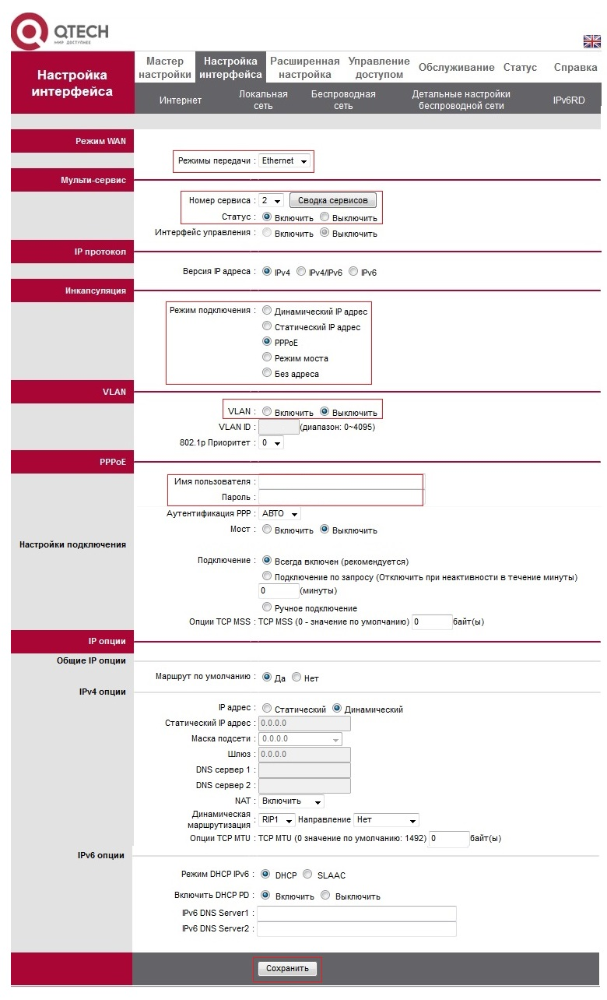 QTECH
МИР ДОСТУПНЕЕ
Настройка интерфейса
Мастер настройки
Настройка интерфейса
Расширенная настройка
Управление доступом
Обслуживание
Статус
Справка
Интернет
Локальная сеть
Беспроводная сеть
Детальные настройки беспроводной сети
IPv6RD
Режим WAN
Режимы передачи : Ethernet
Мульти-сервис
Номер сервиса : 2 Сводка сервисов
Статус : Включить Выключить
Интерфейс управления : Включить Выключить
IP протокол
Версия IP адреса : IPv4 IPv4/IPv6 IPv6
Инкапсуляция
Режим подключения : Динамический IP адрес
Статический IP адрес
PPPoE
Режим моста
Без адреса
VLAN
VLAN : Включить Выключить
VLAN ID : (диапазон: 0~4095)
802.1p Приоритет : 0
PPPoE
Имя пользователя :
Пароль :
Аутентификация PPP : АВТО
Мост : Включить Выключить
Настройки подключения
Подключение : Всегда включен (рекомендуется)
Подключение по запросу (Отключить при неактивности в течение минуты)
0 (минуты)
Ручное подключение
Опции TCP MSS : TCP MSS (0 - значение по умолчанию) 0 байт(ы)
IP опции
Общие IP опции
Маршрут по умолчанию : Да Нет
IPv4 опции
IP адрес : Статический Динамический
Статический IP адрес : 0.0.0.0
Маска подсети : 0.0.0.0
Шлюз : 0.0.0.0
DNS сервер 1 :
DNS сервер 2 :
NAT : Включить
Динамическая маршрутизация : RIP1 Направление Нет
Опции TCP MTU : TCP MTU (0 значение по умолчанию: 1492) 0 байт(ы)
IPv6 опции
Режим DHCP IPv6 : DHCP SLAAC
Включить DHCP PD : Включить Выключить
IPv6 DNS Server1 :
IPv6 DNS Server2 :
Сохранить